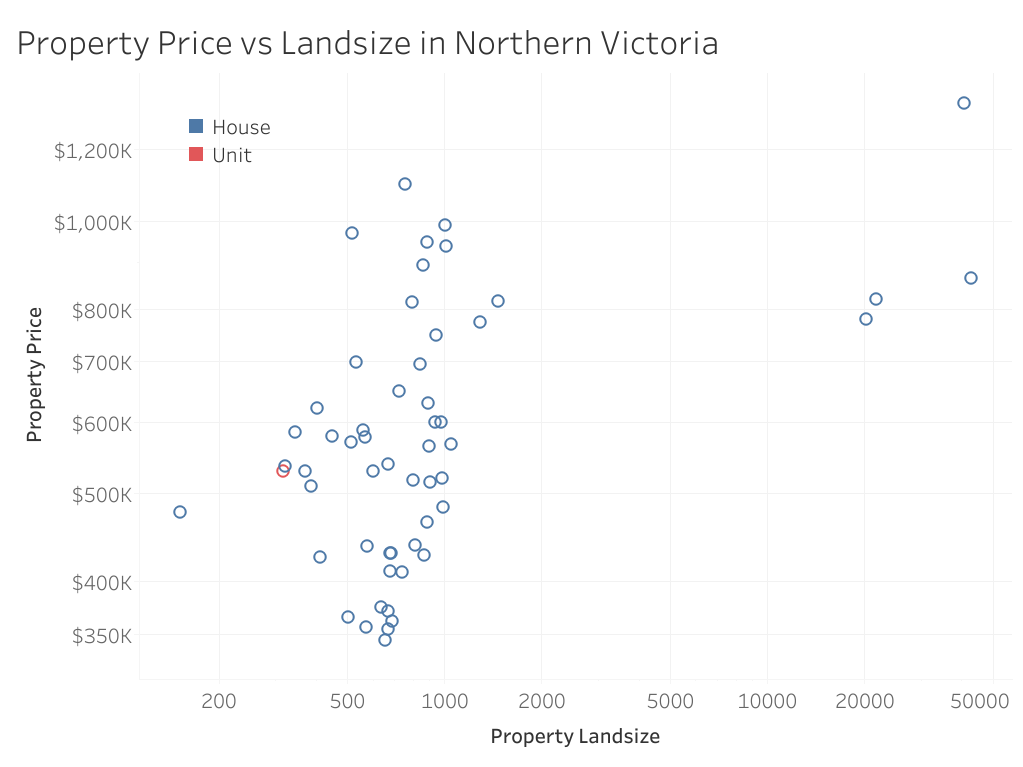 Property Price vs Landsize in Northern Victoria
House
Unit
$1,200K
$1,000K
$800K
$700K
$600K
$500K
$400K
$350K
Property Price
200 500 1000 2000 5000 10000 20000 50000
Property Landsize